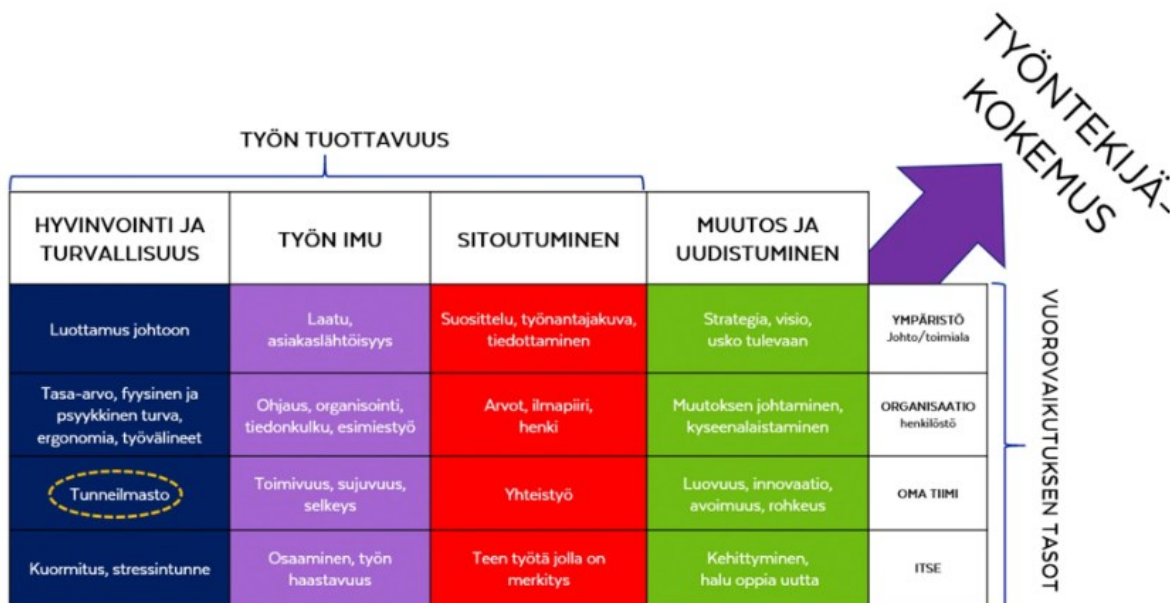 TYÖNTEKIJÄ-
KOKEMUS
TYÖN TUOTTAVUUS
HYVINVOINTI JA
TURVALLISUUS
TYÖN IMU
SITOUTUMINEN
MUUTOS JA
UUDISTUMINEN
Luottamus johtoon
Laatu,
asiakaslähtöisyys
Suosittelu, työnantajakuva,
tiedottaminen
Strategia, visio,
usko tulevaan
YMPÄRISTÖ
Johto/toimiala
Tasa-arvo, fyysinen ja
psyykkinen turva,
ergonomia, työvälineet
Ohjaus, organisointi,
tiedonkulku, esimiestyö
Arvot, ilmapiiri,
henki
Muutoksen johtaminen,
kyseenalaistaminen
ORGANISAATIO
henkilöstö
Tunneilmasto
Toimivuus, sujuvuus,
selkeys
Yhteistyö
Luovuus, innovaatio,
avoimuus, rohkeus
OMA TIIMI
Kuormitus, stressintunne
Osaaminen, työn
haastavuus
Teen työtä jolla on
merkitys
Kehittyminen,
halu oppia uutta
ITSE
VUOROVAIKUTUKSEN TASOT